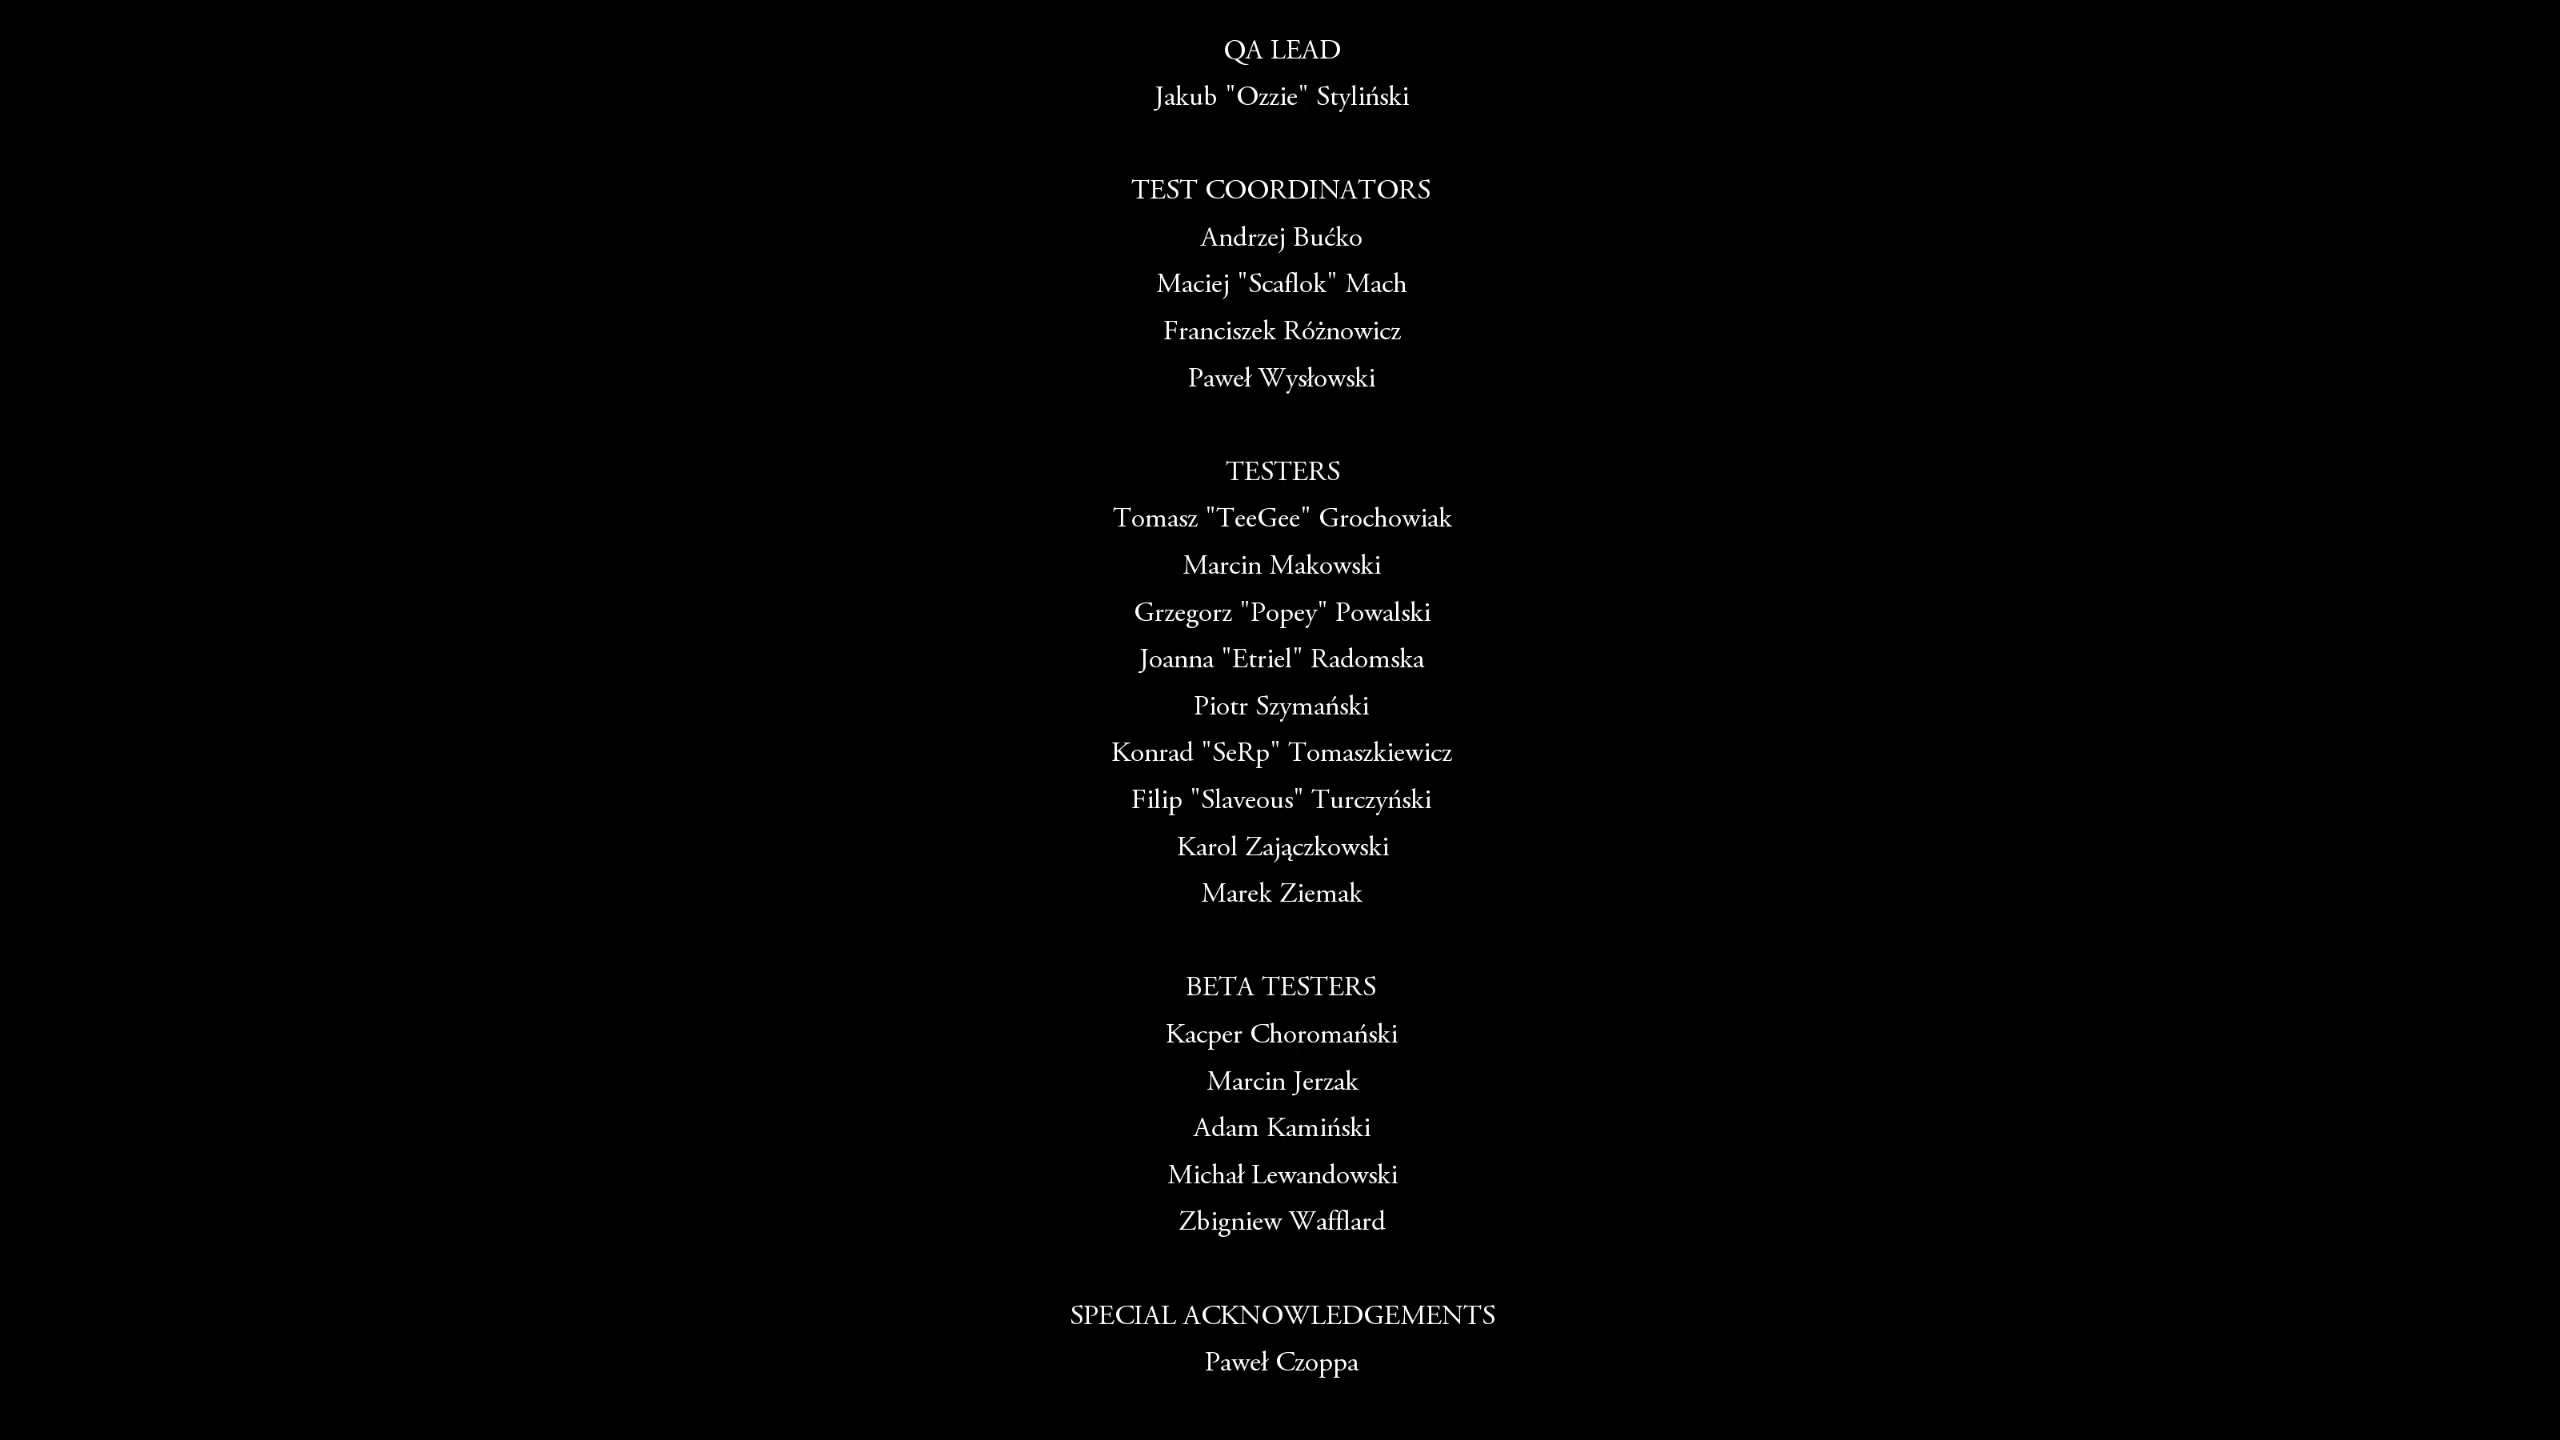 QA LEAD
Jakub "Ozzie" Styliński
TEST COORDINATORS
Andrzej Bućko
Maciej "Scaflok" Mach
Franciszek Różnowicz
Paweł Wysłowski
TESTERS
Tomasz "TeeGee" Grochowiak
Marcin Makowski
Grzegorz "Popey" Powalski
Joanna "Etriel" Radomska
Piotr Szymański
Konrad "SeRp" Tomaszkiewicz
Filip "Slaveous" Turczyński
Karol Zajączkowski
Marek Ziemak
BETA TESTERS
Kacper Choromański
Marcin Jerzak
Adam Kamiński
Michał Lewandowski
Zbigniew Wafflard
SPECIAL ACKNOWLEDGEMENTS
Paweł Czoppa